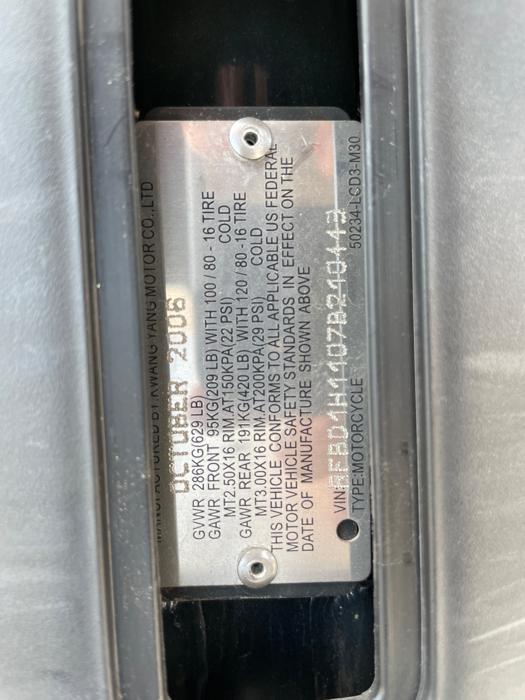 MANUFACTURED BY:KWANG YANG MOTOR CO.,LTD
OCTOBER 2006
GVWR 286KG(629 LB)
GAWR FRONT 95KG(209 LB) WITH 100 / 80 - 16 TIRE
MT2.50X16 RIM,AT150KPA(22 PSI) COLD
GAWR REAR 191KG(420 LB) WITH 120 / 80 -16 TIRE
MT3.00X16 RIM,AT200KPA(29 PSI) COLD
THIS VEHICLE CONFORMS TO ALL APPLICABLE US FEDERAL
MOTOR VEHICLE SAFETY STANDARDS IN EFFECT ON THE
DATE OF MANUFACTURE SHOWN ABOVE
VIN:
TYPE:MOTORCYCLE 50234-LCD3-M30